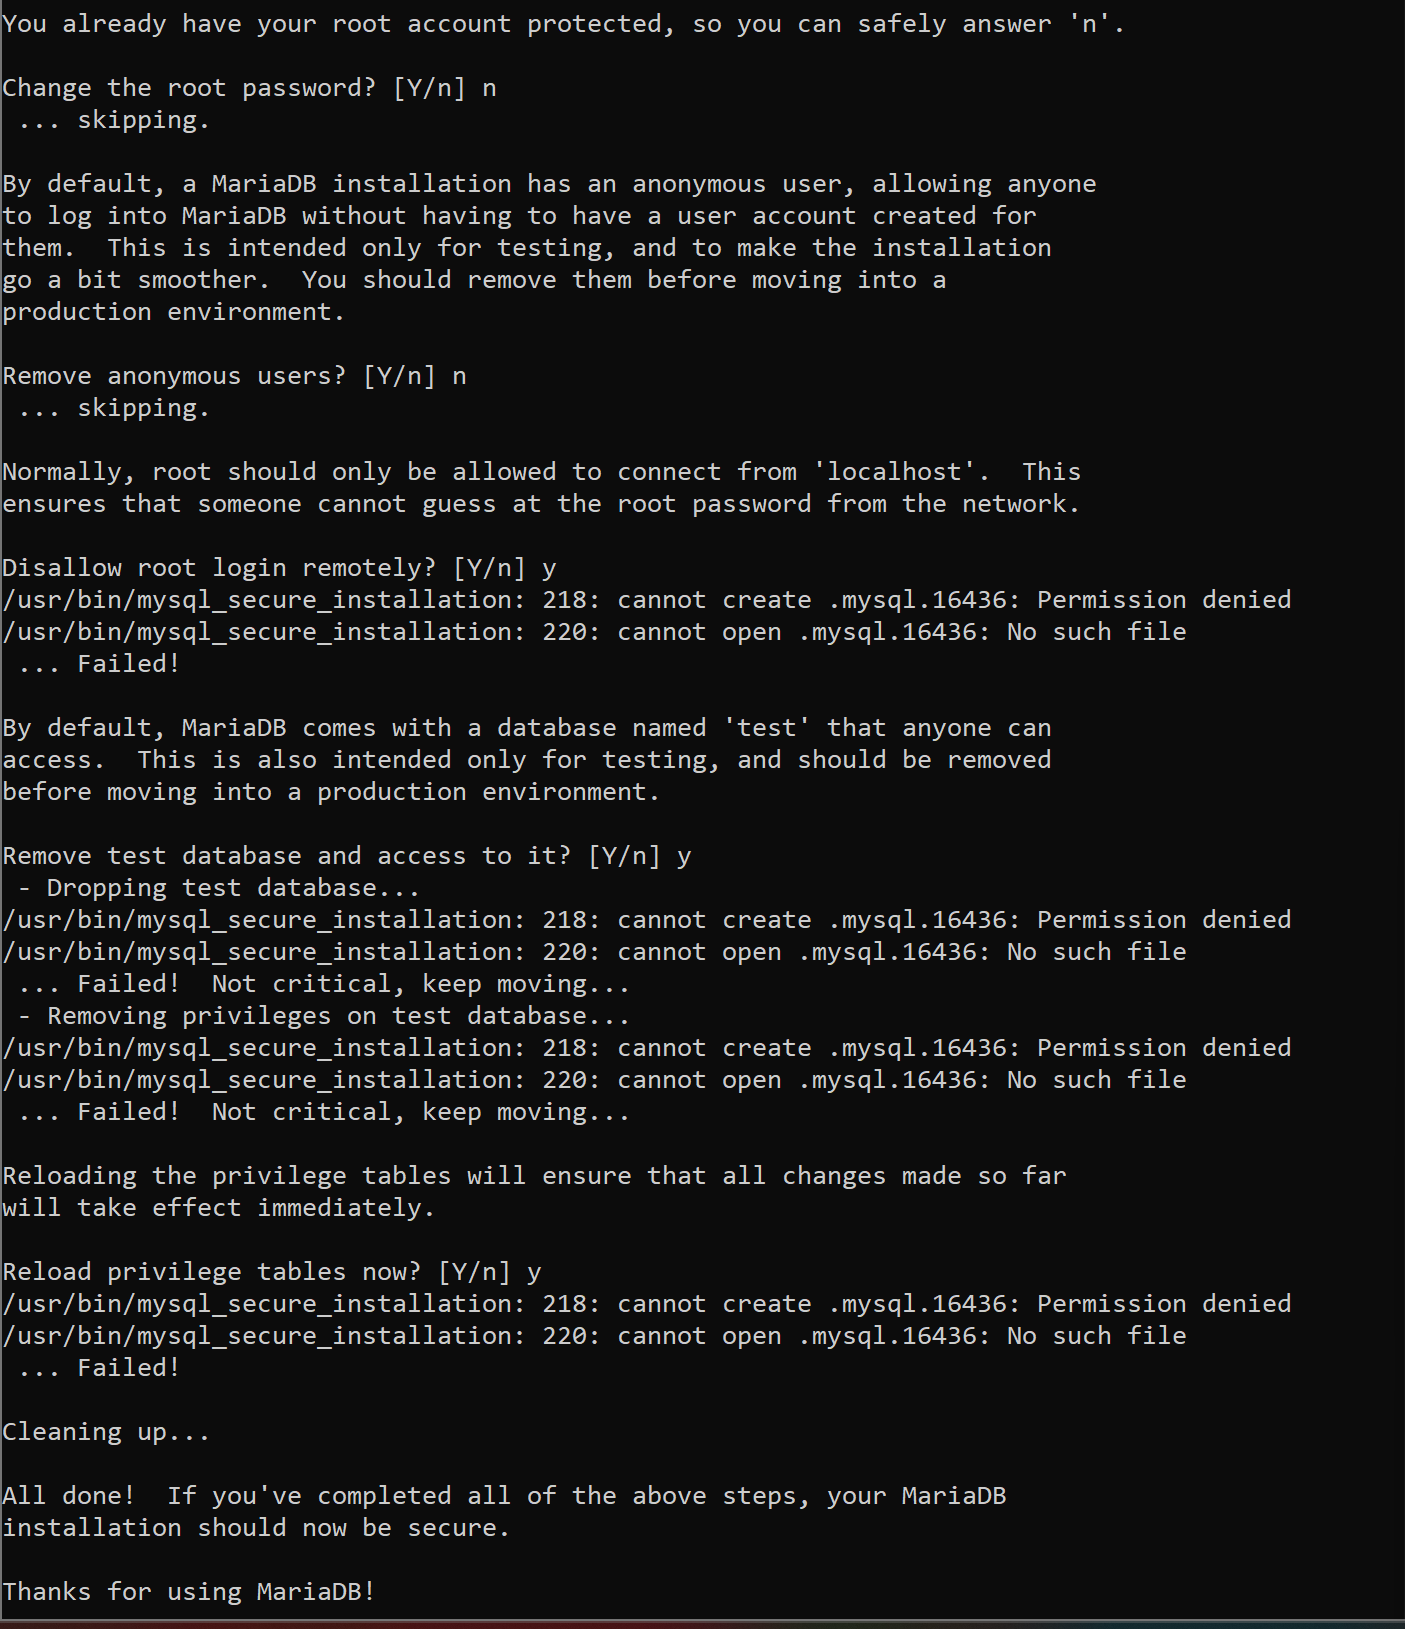 You already have your root account protected, so you can safely answer 'n'.
Change the root password? [Y/n] n
 ... skipping.
By default, a MariaDB installation has an anonymous user, allowing anyone
to log into MariaDB without having to have a user account created for
them.  This is intended only for testing, and to make the installation
go a bit smoother.  You should remove them before moving into a
production environment.
Remove anonymous users? [Y/n] n
 ... skipping.
Normally, root should only be allowed to connect from 'localhost'.  This
ensures that someone cannot guess at the root password from the network.
Disallow root login remotely? [Y/n] y
/usr/bin/mysql_secure_installation: 218: cannot create .mysql.16436: Permission denied
/usr/bin/mysql_secure_installation: 220: cannot open .mysql.16436: No such file
 ... Failed!
By default, MariaDB comes with a database named 'test' that anyone can
access.  This is also intended only for testing, and should be removed
before moving into a production environment.
Remove test database and access to it? [Y/n] y
 - Dropping test database...
/usr/bin/mysql_secure_installation: 218: cannot create .mysql.16436: Permission denied
/usr/bin/mysql_secure_installation: 220: cannot open .mysql.16436: No such file
 ... Failed!  Not critical, keep moving...
 - Removing privileges on test database...
/usr/bin/mysql_secure_installation: 218: cannot create .mysql.16436: Permission denied
/usr/bin/mysql_secure_installation: 220: cannot open .mysql.16436: No such file
 ... Failed!  Not critical, keep moving...
Reloading the privilege tables will ensure that all changes made so far
will take effect immediately.
Reload privilege tables now? [Y/n] y
/usr/bin/mysql_secure_installation: 218: cannot create .mysql.16436: Permission denied
/usr/bin/mysql_secure_installation: 220: cannot open .mysql.16436: No such file
 ... Failed!
Cleaning up...
All done!  If you've completed all of the above steps, your MariaDB
installation should now be secure.
Thanks for using MariaDB!